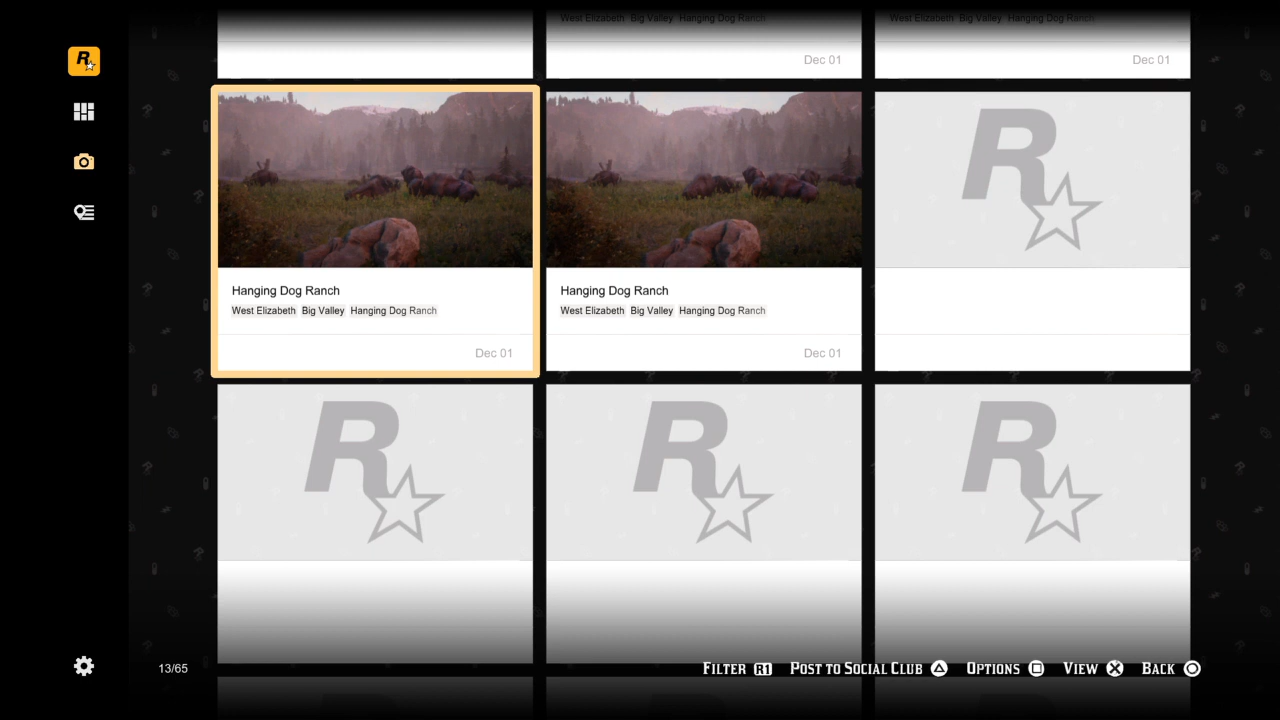 West Elizabeth Big Valley Hanging Dog Ranch
West Elizabeth Big Valley Hanging Dog Ranch
Dec 01
Dec 01
R
Hanging Dog Ranch
West Elizabeth Big Valley Hanging Dog Ranch
Dec 01
Hanging Dog Ranch
West Elizabeth Big Valley Hanging Dog Ranch
Dec 01
R
R
R
R
13/65
FILTER R1 POST TO SOCIAL CLUB OPTIONS VIEW BACK